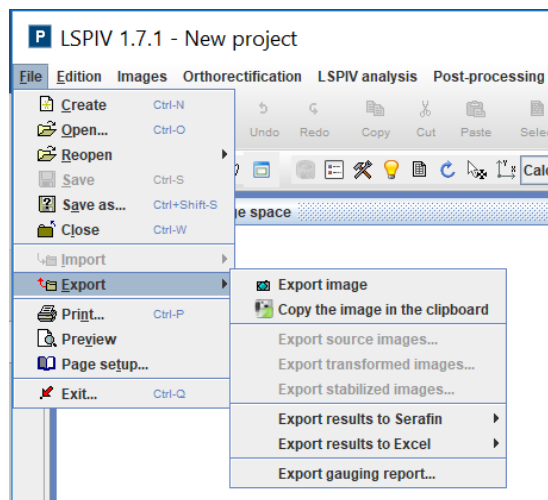 P LSPIV 1.7.1 - New project
File Edition Images Orthorectification LSPIV analysis Post-processing
Create Ctrl-N
Open... Ctrl-O
Reopen
Save Ctrl-S
Save as... Ctrl+Shift-S
Close Ctrl-W
Import
Export
Print... Ctrl-P
Preview
Page setup...
Exit... Ctrl-Q
Undo Redo Copy Cut Paste Selec
Calc
ge space
Export image
Copy the image in the clipboard
Export source images...
Export transformed images...
Export stabilized images...
Export results to Serafin
Export results to Excel
Export gauging report...